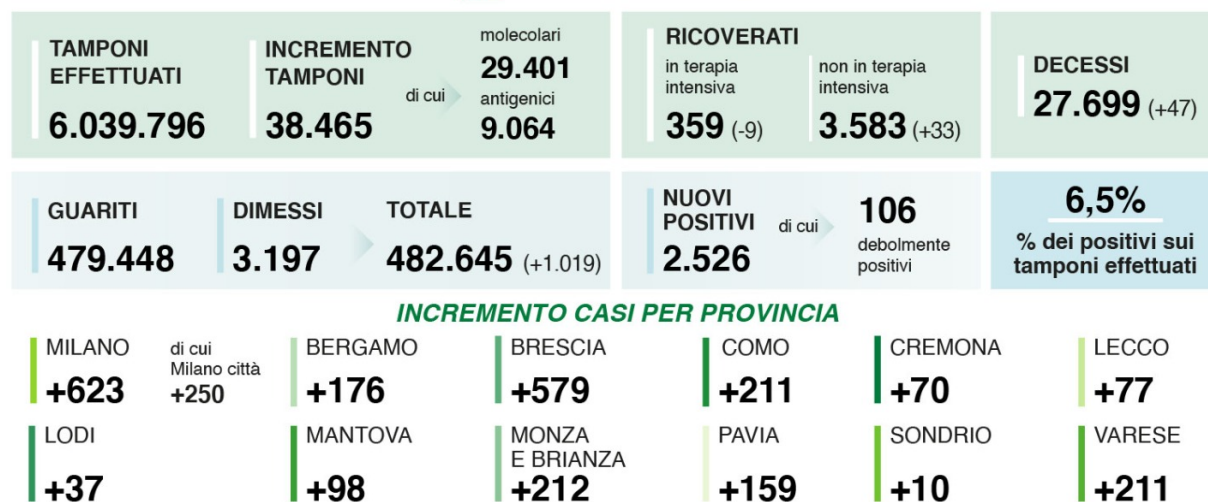 TAMPONI
EFFETTUATI
6.039.796
INCREMENTO
TAMPONI
38.465
di cui
molecolari
29.401
antigenici
9.064
RICOVERATI
in terapia
intensiva
359 (-9)
non in terapia
intensiva
3.583 (+33)
DECESSI
27.699 (+47)
GUARITI
479.448
DIMESSI
3.197
TOTALE
482.645 (+1.019)
NUOVI
POSITIVI
2.526
di cui
106
debolmente
positivi
6,5%
% dei positivi sui
tamponi effettuati
INCREMENTO CASI PER PROVINCIA
MILANO
+623
di cui
Milano città
+250
BERGAMO
+176
BRESCIA
+579
COMO
+211
CREMONA
+70
LECCO
+77
LODI
+37
MANTOVA
+98
MONZA
E BRIANZA
+212
PAVIA
+159
SONDRIO
+10
VARESE
+211